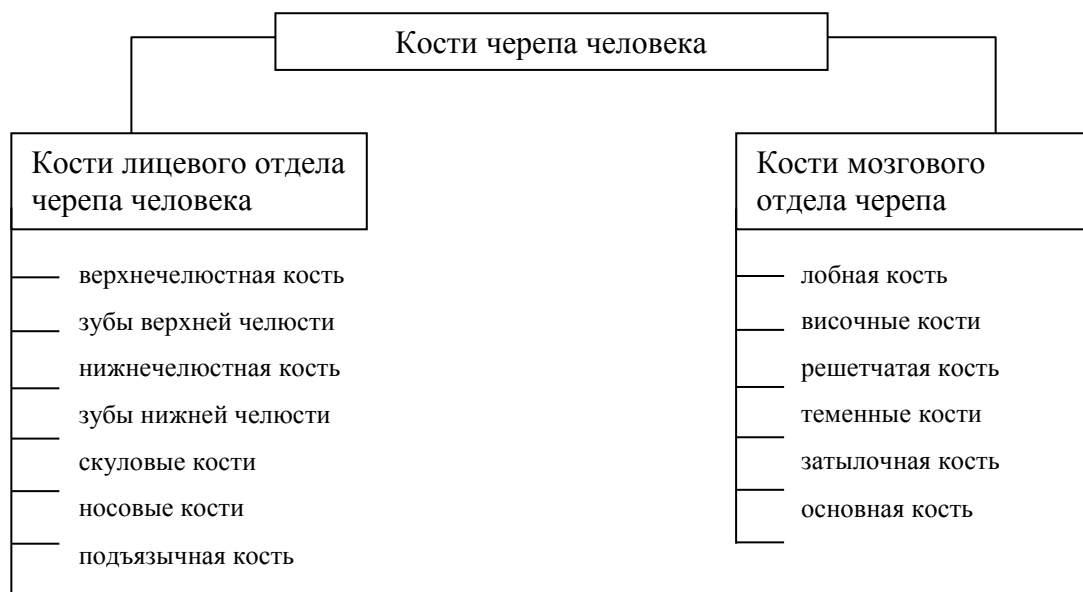 Кости черепа человека
Кости лицевого отдела
черепа человека
верхнечелюстная кость
зубы верхней челюсти
нижнечелюстная кость
зубы нижней челюсти
скуловые кости
носовые кости
подъязычная кость
Кости мозгового
отдела черепа
лобная кость
височные кости
решетчатая кость
теменные кости
затылочная кость
основная кость